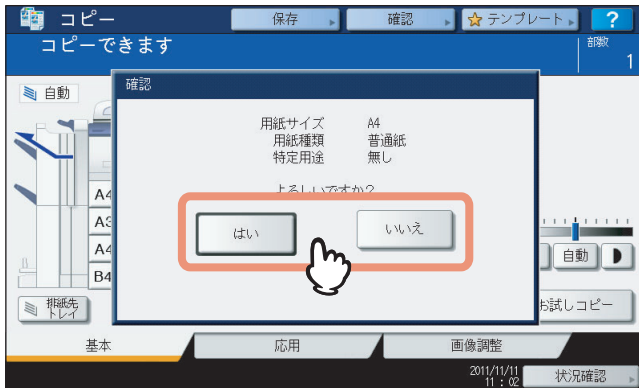 コピー
保存
確認
テンプレート
?
コピーできます
部数
1
自動
確認
用紙サイズ A4
用紙種類 普通紙
特定用途 無し
よろしいですか?
はい
いいえ
A4
A3
A4
B4
自動
排紙先
トレイ
お試しコピー
基本
応用
画像調整
2011/11/11
11 : 02
状況確認